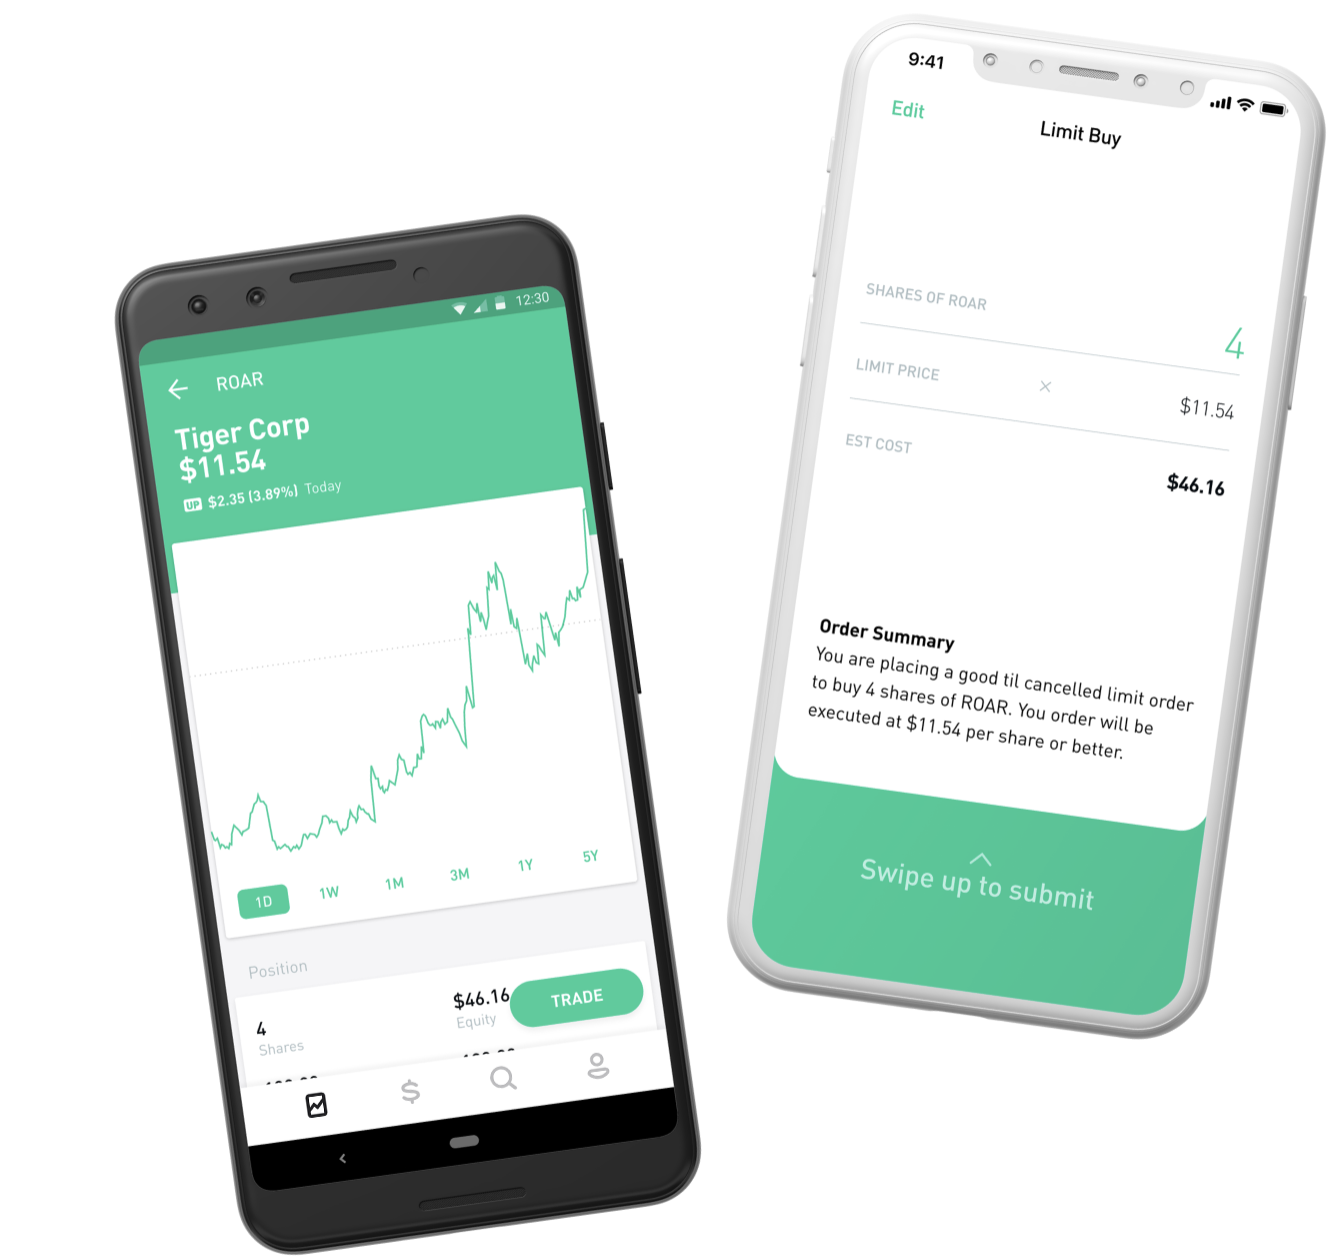 12:30
ROAR
Tiger Corp
$11.54
UP $2.35 (3.89%) Today
1D 1W 1M 3M 1Y 5Y
Position
4
Shares
$46.16
Equity
TRADE
9:41
Edit
Limit Buy
SHARES OF ROAR
4
LIMIT PRICE × $11.54
EST COST
$46.16
Order Summary
You are placing a good til cancelled limit order
to buy 4 shares of ROAR. You order will be
executed at $11.54 per share or better.
Swipe up to submit